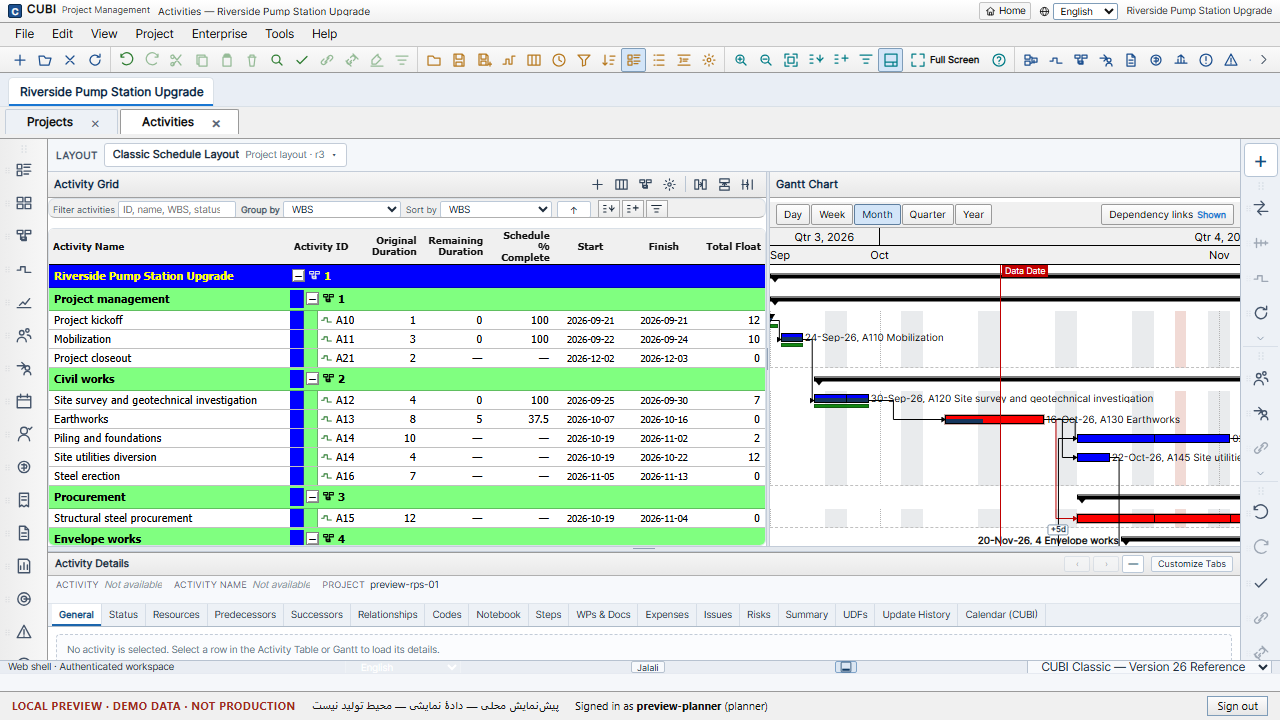 CUBI Project Management Activities — Riverside Pump Station Upgrade Home English Riverside Pump Station Upgrade
File Edit View Project Enterprise Tools Help
Full Screen
Riverside Pump Station Upgrade
Projects Activities
LAYOUT Classic Schedule Layout Project layout · r3
Activity Grid
Filter activities ID, name, WBS, status Group by WBS Sort by WBS
Activity Name Activity ID Original Duration Remaining Duration Schedule % Complete Start Finish Total Float
Riverside Pump Station Upgrade 1
Project management 1
Project kickoff A10 1 0 100 2026-09-21 2026-09-21 12
Mobilization A11 3 0 100 2026-09-22 2026-09-24 10
Project closeout A21 2 — — 2026-12-02 2026-12-03 0
Civil works 2
Site survey and geotechnical investigation A12 4 0 100 2026-09-25 2026-09-30 7
Earthworks A13 8 5 37.5 2026-10-07 2026-10-16 0
Piling and foundations A14 10 — — 2026-10-19 2026-11-02 2
Site utilities diversion A14 4 — — 2026-10-19 2026-10-22 12
Steel erection A16 7 — — 2026-11-05 2026-11-13 0
Procurement 3
Structural steel procurement A15 12 — — 2026-10-19 2026-11-04 0
Envelope works 4
Gantt Chart
Day Week Month Quarter Year Dependency links Shown
Qtr 3, 2026 Qtr 4, 20
Sep Oct Nov
Data Date
24-Sep-26, A110 Mobilization
30-Sep-26, A120 Site survey and geotechnical investigation
16-Oct-26, A130 Earthworks
22-Oct-26, A145 Site utilitie
+5d
20-Nov-26, 4 Envelope works
Activity Details
Customize Tabs
ACTIVITY Not available ACTIVITY NAME Not available PROJECT preview-rps-01
General Status Resources Predecessors Successors Relationships Codes Notebook Steps WPs & Docs Expenses Issues Risks Summary UDFs Update History Calendar (CUBI)
No activity is selected. Select a row in the Activity Table or Gantt to load its details.
Web shell · Authenticated workspace English Jalali CUBI Classic — Version 26 Reference
LOCAL PREVIEW · DEMO DATA · NOT PRODUCTION پیش‌نمایش محلی — دادهٔ نمایشی — محیط تولید نیست Signed in as preview-planner (planner) Sign out